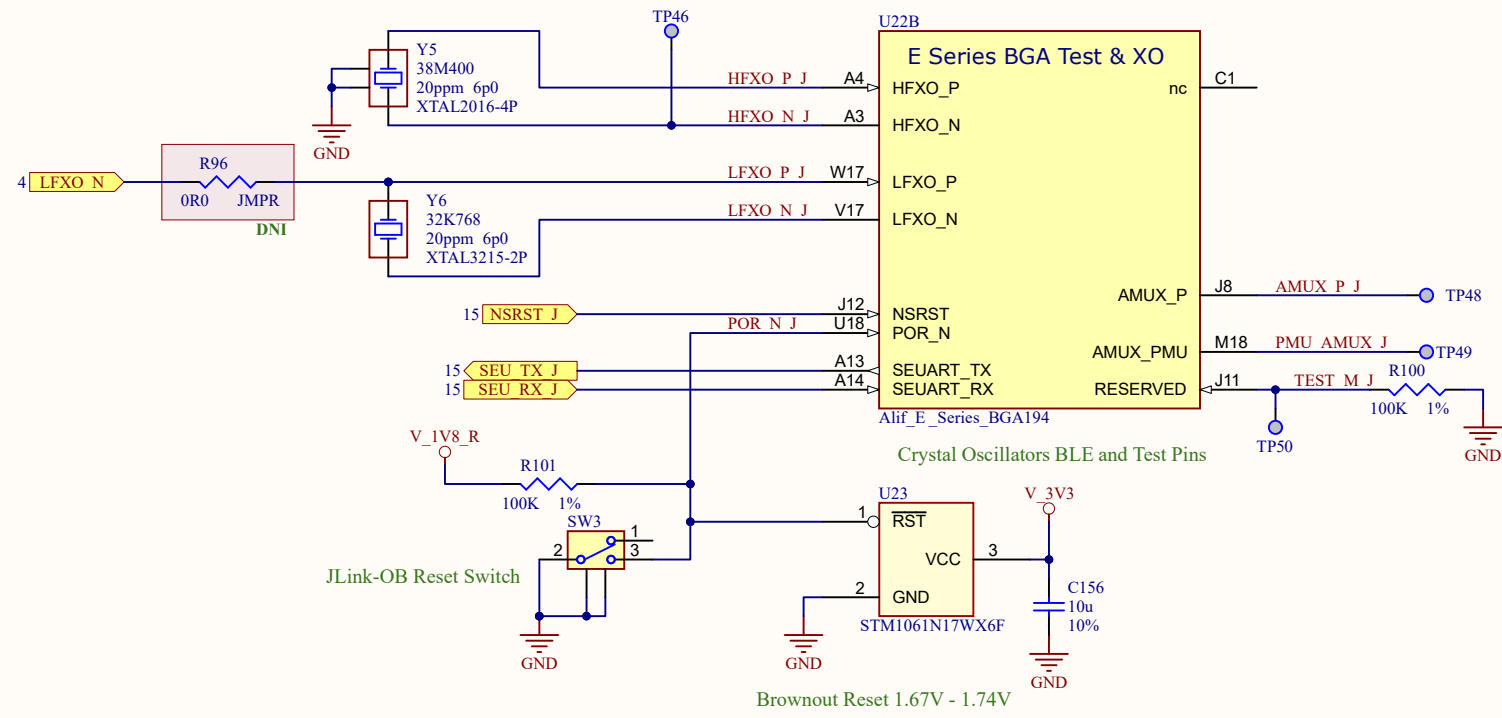 TP46
U22B
E Series BGA Test & XO
Y5
38M400
20ppm 6p0
XTAL2016-4P
GND
HFXO_P_J
A4
HFXO_P
nc
C1
HFXO_N_J
A3
HFXO_N
4
LFXO_N
R96
0R0
JMPR
DNI
LFXO_P_J
W17
LFXO_P
Y6
32K768
20ppm 6p0
XTAL3215-2P
LFXO_N_J
V17
LFXO_N
AMUX_P
J8
AMUX_P_J
TP48
15
NSRST_J
J12
NSRST
POR_N_J
U18
POR_N
AMUX_PMU
M18
PMU_AMUX_J
TP49
15
SEU_TX_J
A13
SEUART_TX
15
SEU_RX_J
A14
SEUART_RX
RESERVED
J11
TEST_M_J
R100
100K
1%
GND
TP50
Alif_E_Series_BGA194
Crystal Oscillators BLE and Test Pins
V_1V8_R
R101
100K
1%
SW3
1
2
3
JLink-OB Reset Switch
GND
U23
1
RST
VCC
3
2
GND
STM1061N17WX6F
GND
V_3V3
C156
10u
10%
GND
Brownout Reset 1.67V - 1.74V